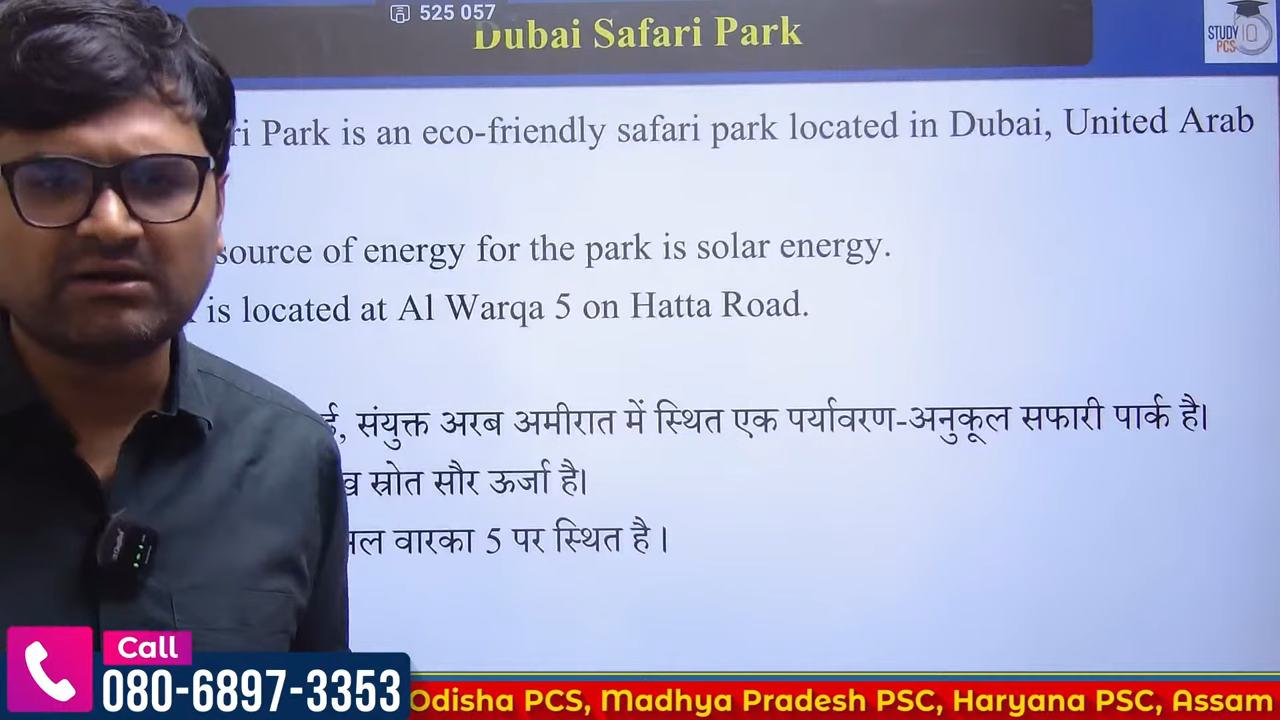 525 057
Dubai Safari Park
STUDY IQ
PCS
ri Park is an eco-friendly safari park located in Dubai, United Arab
source of energy for the park is solar energy.
is located at Al Warqa 5 on Hatta Road.
संयुक्त अरब अमीरात में स्थित एक पर्यावरण-अनुकूल सफारी पार्क है।
स्रोत सौर ऊर्जा है।
वारका 5 पर स्थित है ।
Call
080-6897-3353
Odisha PCS, Madhya Pradesh PSC, Haryana PSC, Assam